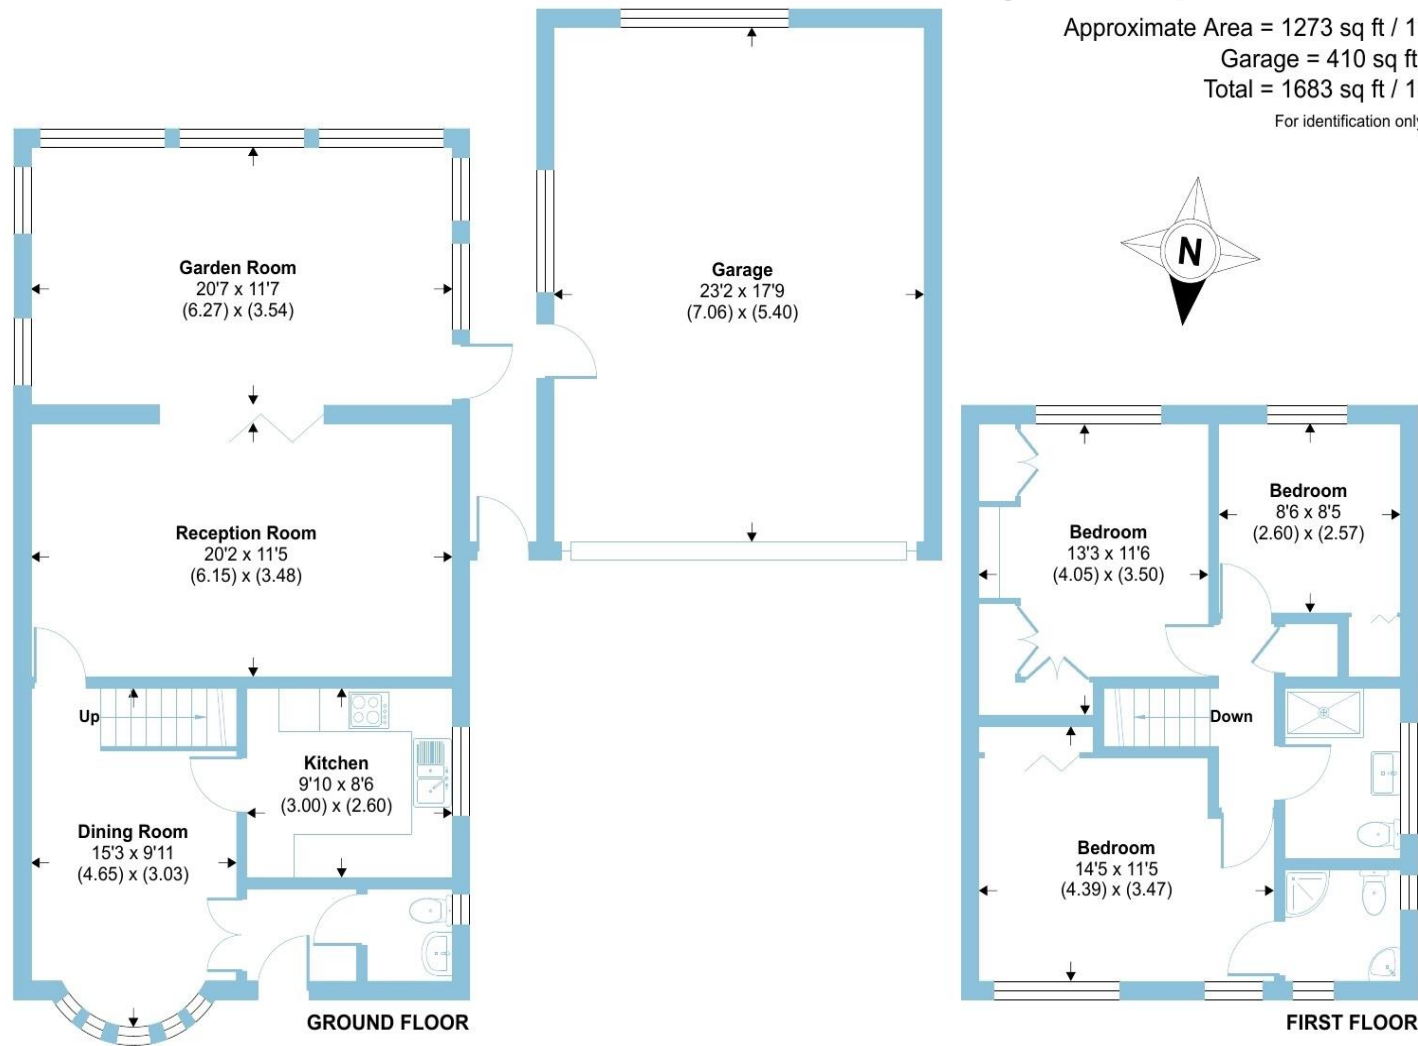 Approximate Area = 1273 sq ft / 1
Garage = 410 sq ft
Total = 1683 sq ft / 1
For identification only
N
Garden Room
20'7 x 11'7
(6.27) x (3.54)
Garage
23'2 x 17'9
(7.06) x (5.40)
Reception Room
20'2 x 11'5
(6.15) x (3.48)
Up
Kitchen
9'10 x 8'6
(3.00) x (2.60)
Dining Room
15'3 x 9'11
(4.65) x (3.03)
GROUND FLOOR
Bedroom
13'3 x 11'6
(4.05) x (3.50)
Bedroom
8'6 x 8'5
(2.60) x (2.57)
Down
Bedroom
14'5 x 11'5
(4.39) x (3.47)
FIRST FLOOR